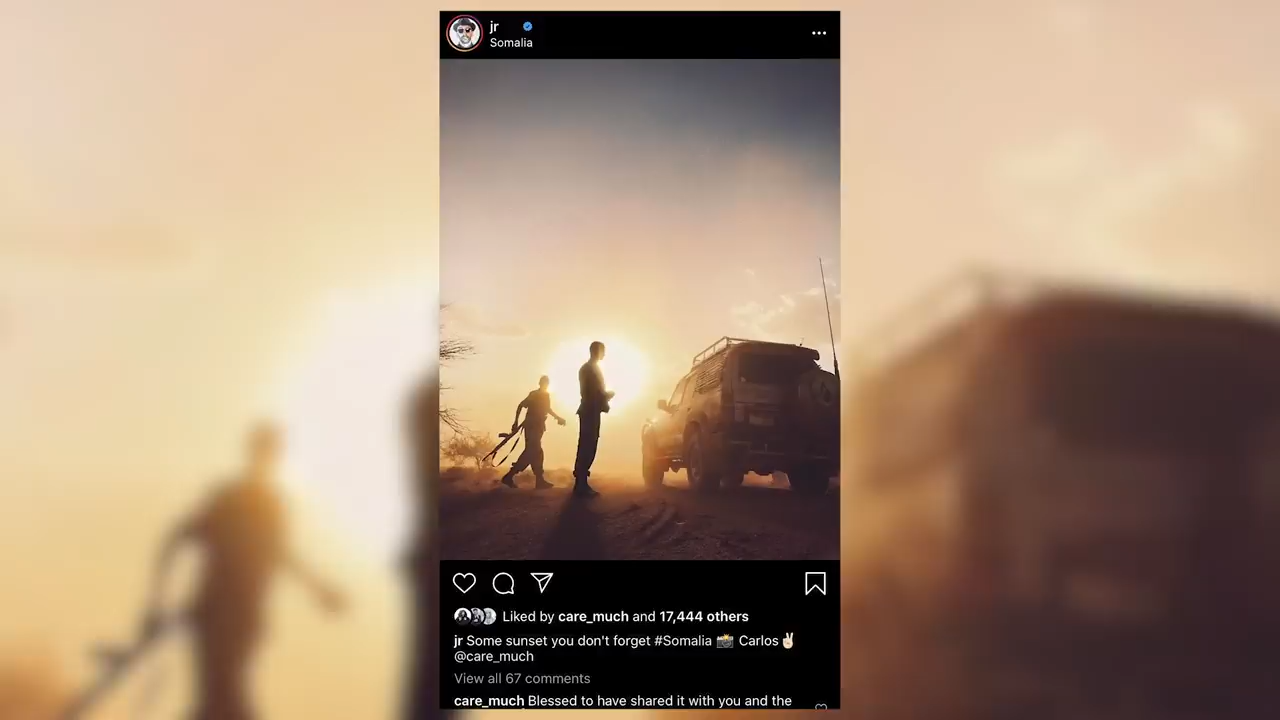 jr
Somalia
Liked by care_much and 17,444 others
jr Some sunset you don't forget #Somalia 📸 Carlos✌🏻
@care_much
View all 67 comments
care_much Blessed to have shared it with you and the